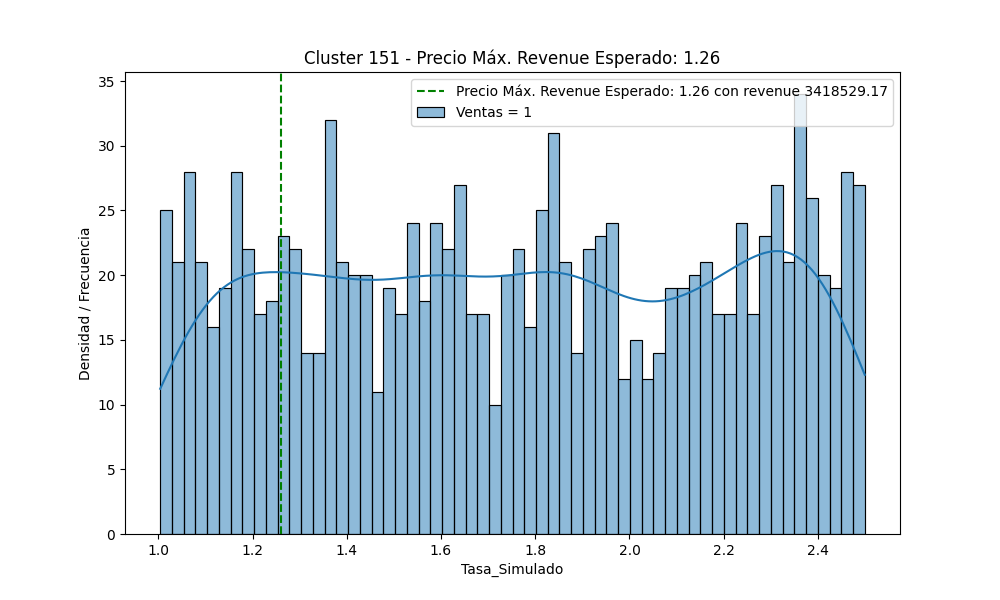 Cluster 151 - Precio Máx. Revenue Esperado: 1.26
Precio Máx. Revenue Esperado: 1.26 con revenue 3418529.17
Ventas = 1
Densidad / Frecuencia
35
30
25
20
15
10
5
0
1.0 1.2 1.4 1.6 1.8 2.0 2.2 2.4
Tasa_Simulado